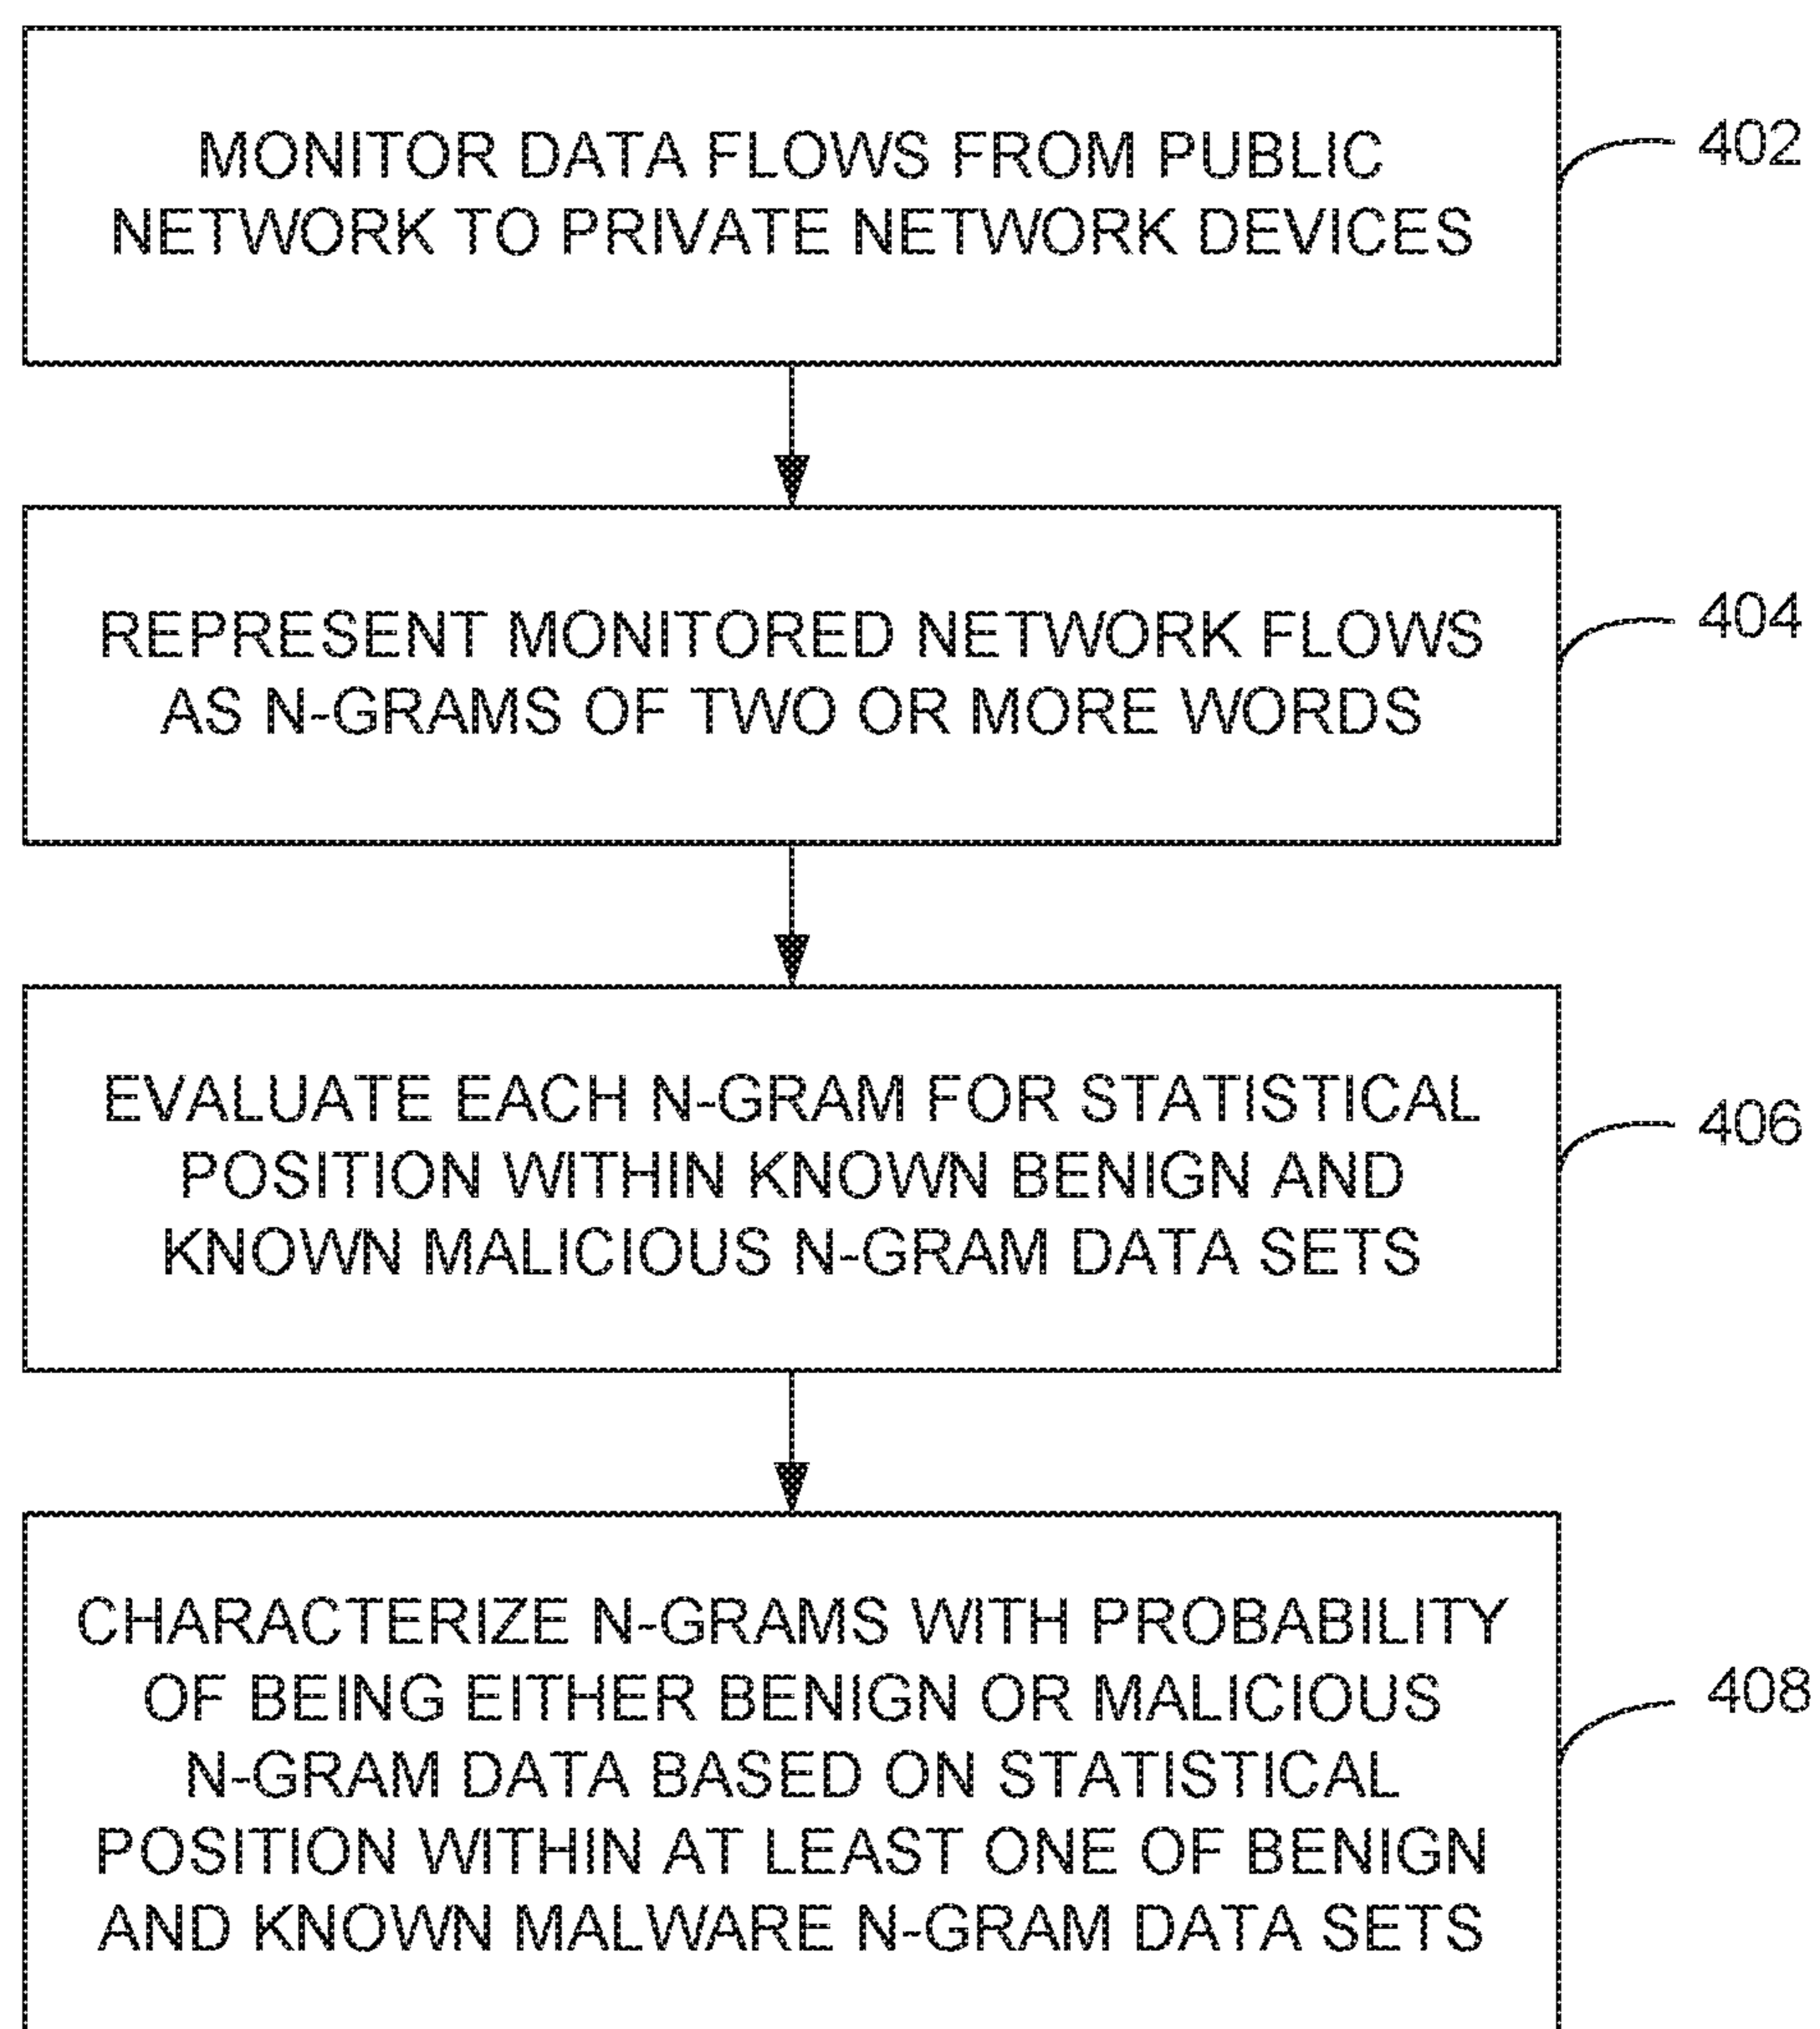 MONITOR DATA FLOWS FROM PUBLIC
NETWORK TO PRIVATE NETWORK DEVICES
402
REPRESENT MONITORED NETWORK FLOWS
AS N-GRAMS OF TWO OR MORE WORDS
404
EVALUATE EACH N-GRAM FOR STATISTICAL
POSITION WITHIN KNOWN BENIGN AND
KNOWN MALICIOUS N-GRAM DATA SETS
406
CHARACTERIZE N-GRAMS WITH PROBABILITY
OF BEING EITHER BENIGN OR MALICIOUS
N-GRAM DATA BASED ON STATISTICAL
POSITION WITHIN AT LEAST ONE OF BENIGN
AND KNOWN MALWARE N-GRAM DATA SETS
408